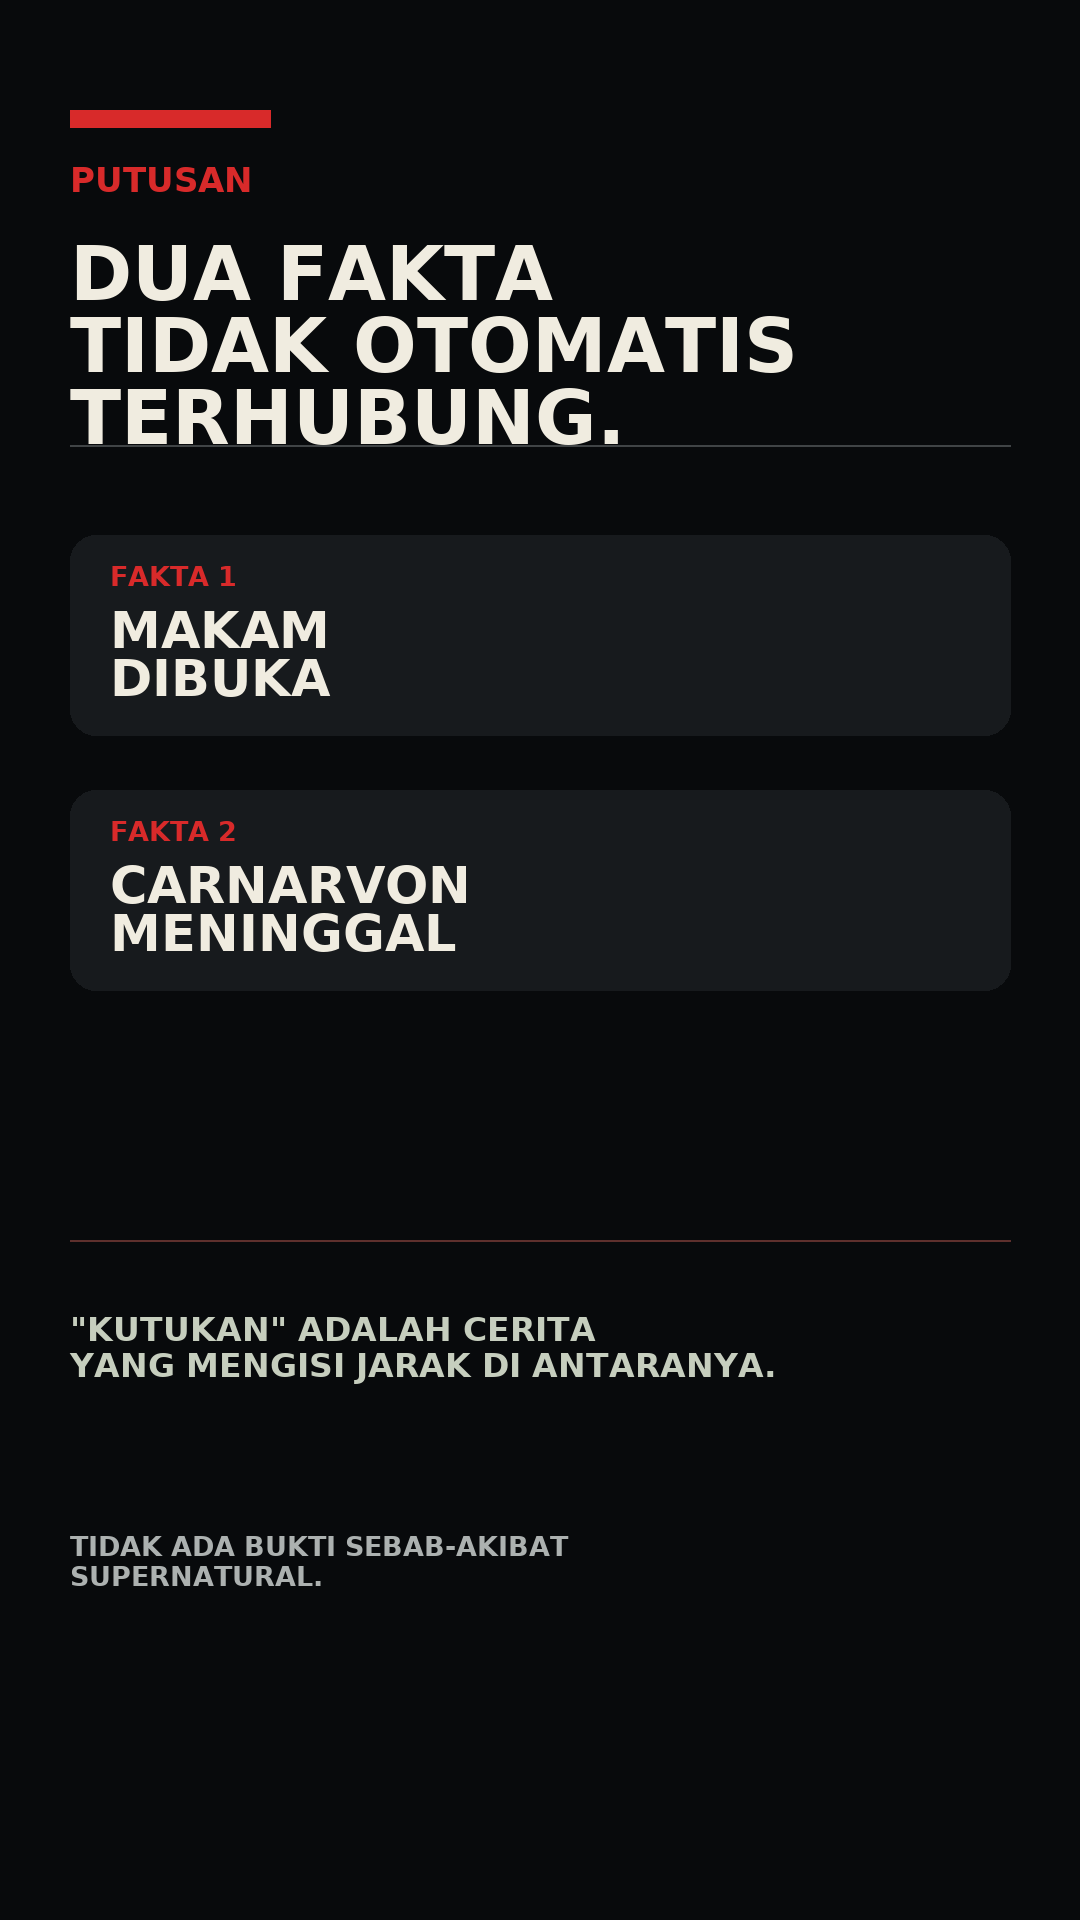 PUTUSAN
DUA FAKTA
TIDAK OTOMATIS
TERHUBUNG.
FAKTA 1
MAKAM
DIBUKA
FAKTA 2
CARNARVON
MENINGGAL
"KUTUKAN" ADALAH CERITA
YANG MENGISI JARAK DI ANTARANYA.
TIDAK ADA BUKTI SEBAB-AKIBAT
SUPERNATURAL.